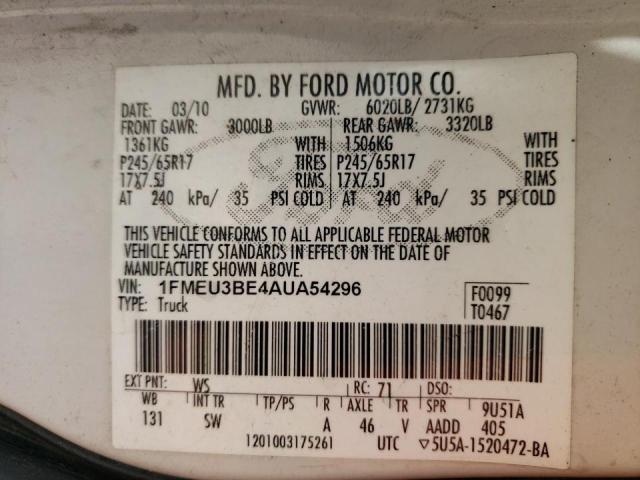 MFD. BY FORD MOTOR CO.
DATE: 03/10 GVWR: 6020LB/ 2731KG
FRONT GAWR: 3000LB REAR GAWR: 3320LB
1361KG WITH 1506KG WITH
P245/65R17 TIRES P245/65R17 TIRES
17X7.5J RIMS 17X7.5J RIMS
AT 240 kPa/ 35 PSI COLD AT 240 kPa/ 35 PSI COLD
Ford
THIS VEHICLE CONFORMS TO ALL APPLICABLE FEDERAL MOTOR
VEHICLE SAFETY STANDARDS IN EFFECT ON THE DATE OF
MANUFACTURE SHOWN ABOVE.
VIN: 1FMEU3BE4AUA54296 F0099
TYPE: Truck T0467
EXT PNT: WS RC: 71 DSO:
WB INT TR TP/PS R AXLE TR SPR 9U51A
131 SW A 46 V AADD 405
1201003175261 UTC ▽5U5A-1520472-BA